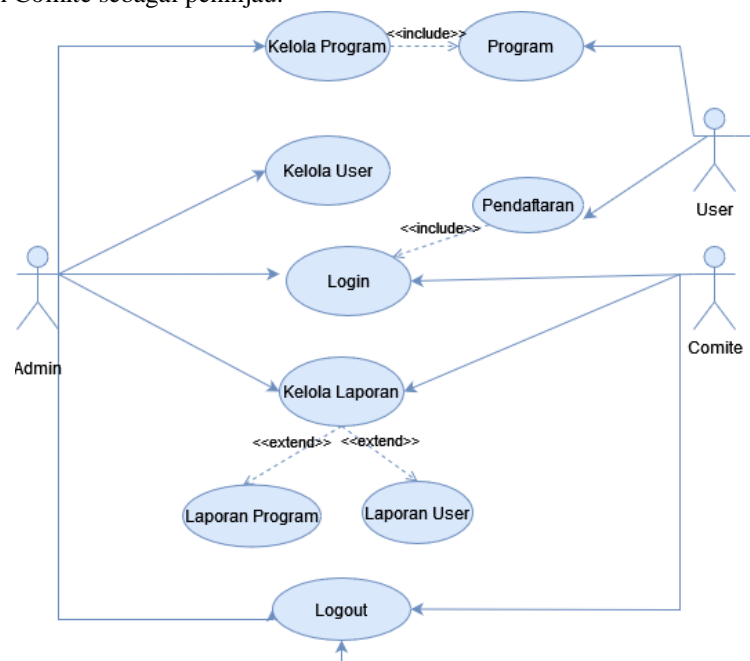 Comite sebagai peninjau.
Kelola Program
<<include>>
Program
Kelola User
User
Pendaftaran
<<include>>
Login
Admin
Comite
Kelola Laporan
<<extend>>
<<extend>>
Laporan Program
Laporan User
Logout